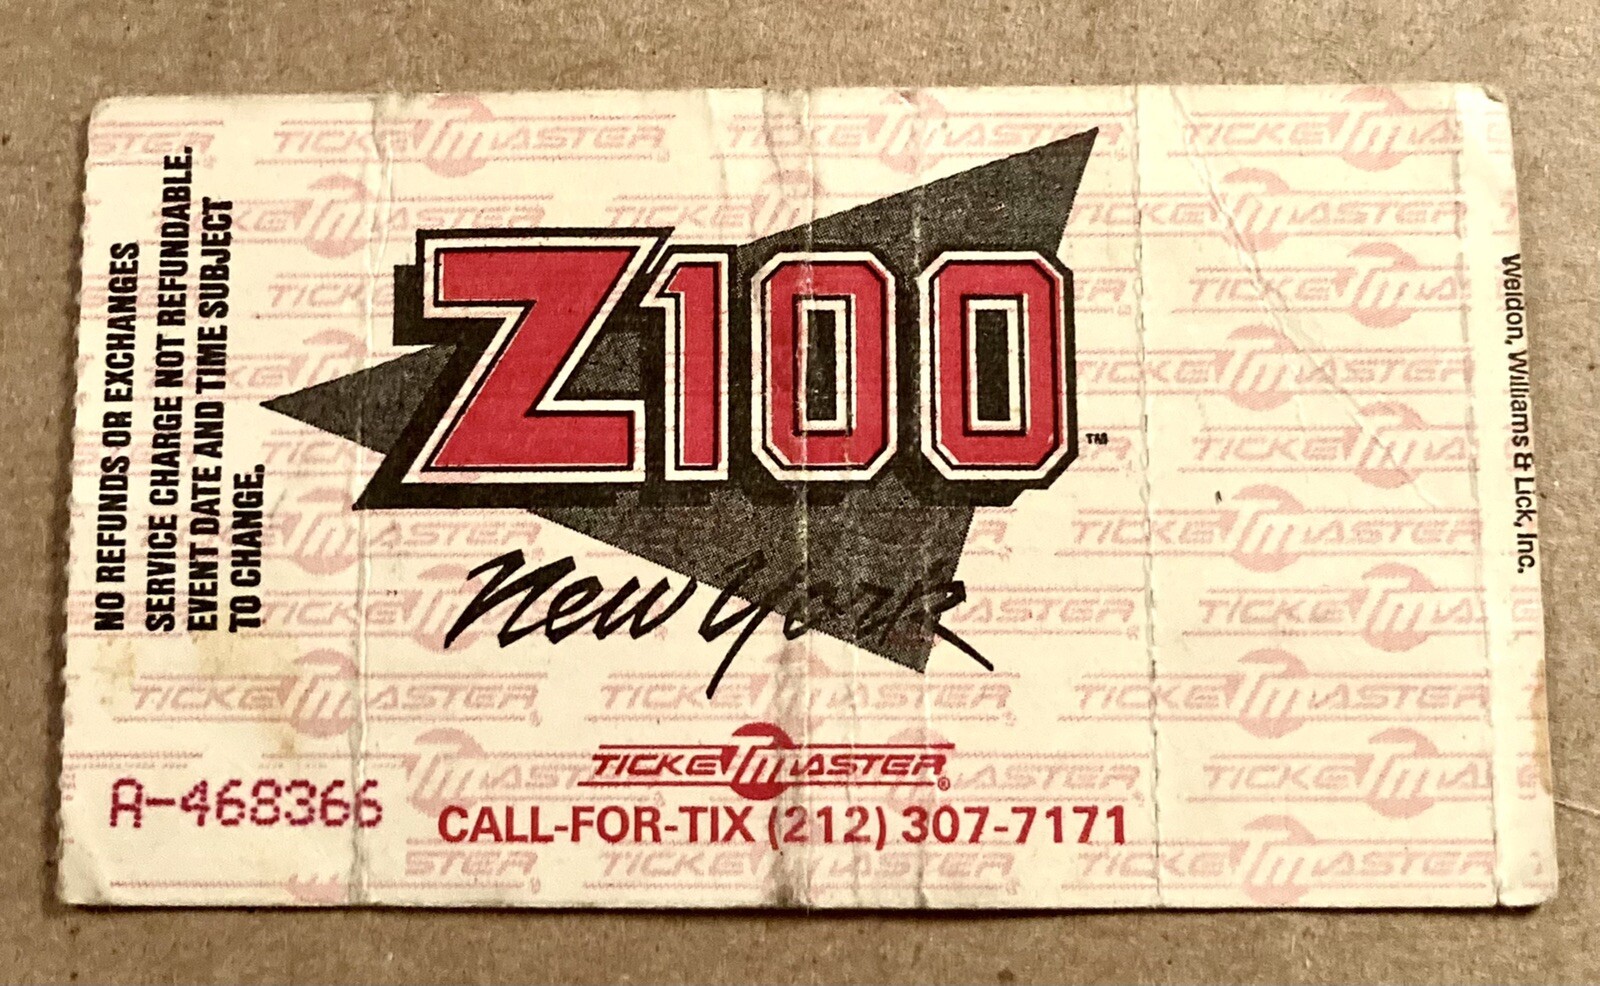 NO REFUNDS OR EXCHANGES
SERVICE CHARGE NOT REFUNDABLE.
EVENT DATE AND TIME SUBJECT
TO CHANGE.
Z100™
New York
TICKETMASTER®
CALL-FOR-TIX (212) 307-7171
A-468366
Weldon, Williams & Lick, Inc.